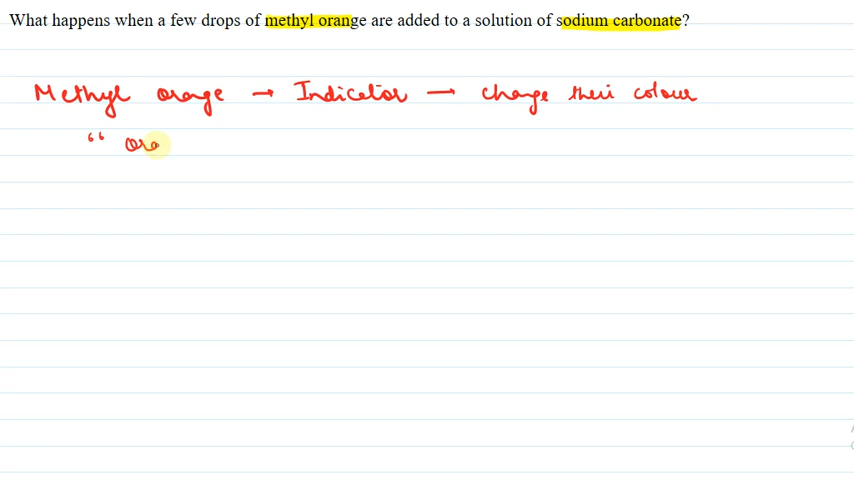 What happens when a few drops of methyl orange are added to a solution of sodium carbonate?
Methyl orange → Indicator → change their colour
“ ora